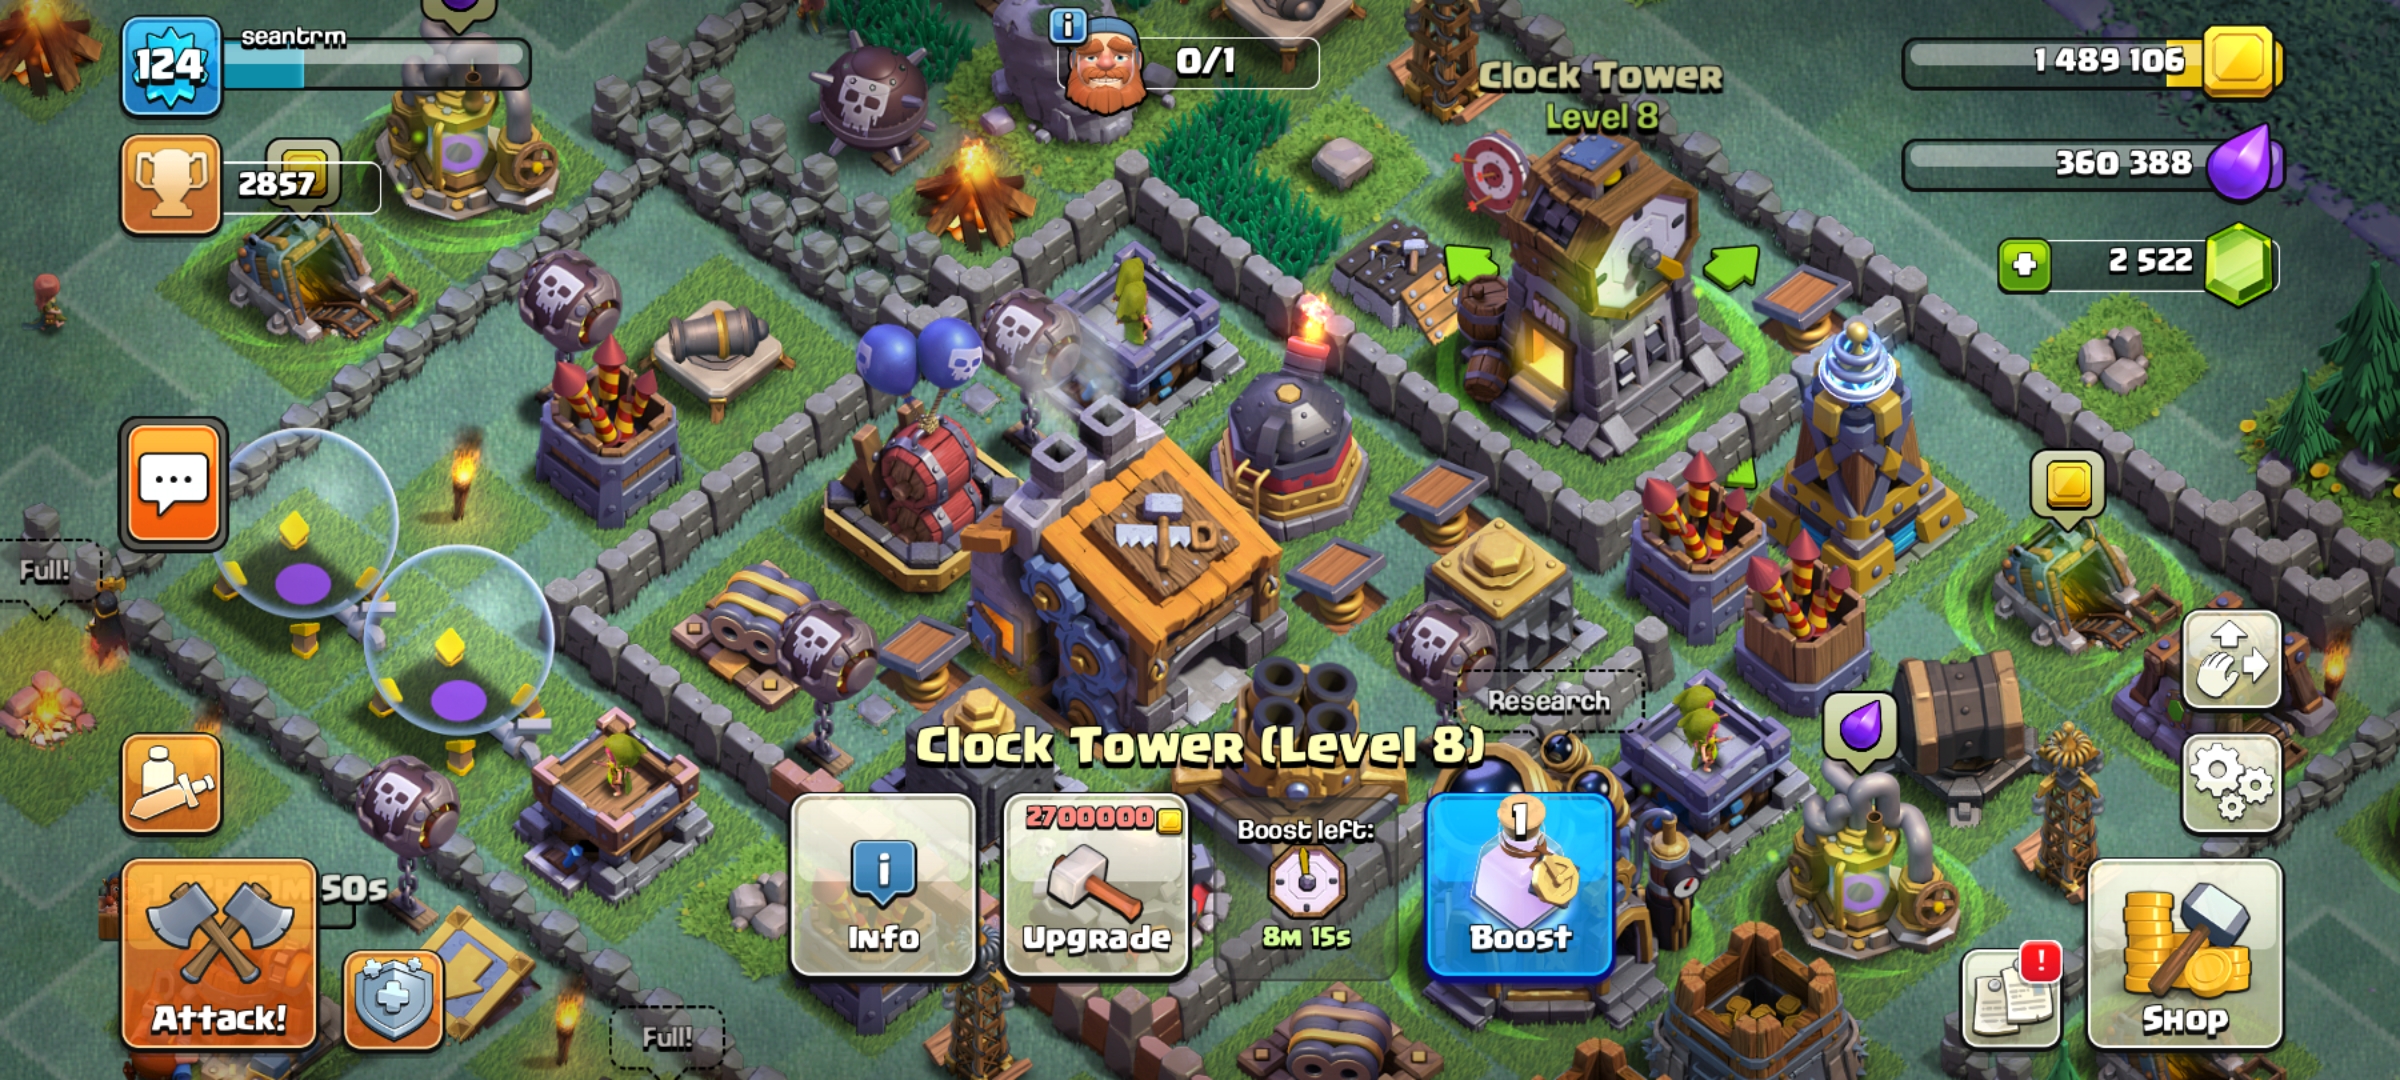 124
seantrm
0/1
1 489 106
Clock Tower
Level 8
2857
360 388
2 522
VIII
Full!
Research
Clock Tower (Level 8)
2700000
Boost left:
1
50s
Info
Upgrade
8m 15s
Boost
!
Attack!
Full!
Shop